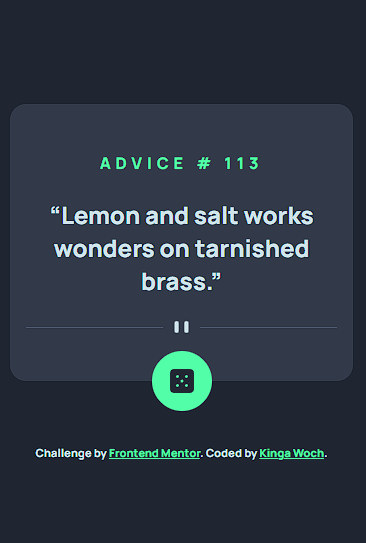 ADVICE # 113
“Lemon and salt works
wonders on tarnished
brass.”
Challenge by Frontend Mentor. Coded by Kinga Woch.